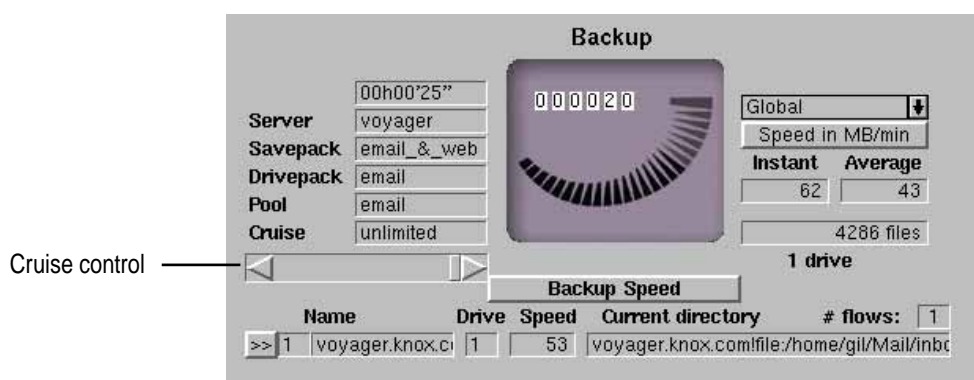 Backup
00h00'25"
Server voyager
Savepack email_&_web
Drivepack email
Pool email
Cruise unlimited
Cruise control
000020
Global
Speed in MB/min
Instant Average
62 43
4286 files
1 drive
Backup Speed
Name Drive Speed Current directory # flows: 1
>> 1 voyager.knox.c 1 53 voyager.knox.com!file:/home/gil/Mail/inbo